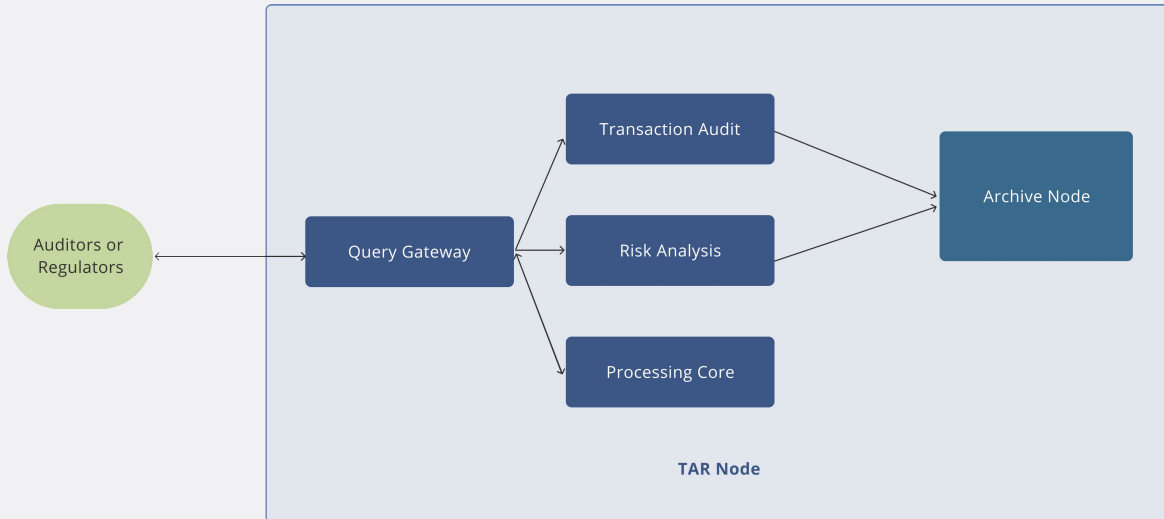 Transaction Audit
Archive Node
Auditors or
Regulators
Query Gateway
Risk Analysis
Processing Core
TAR Node